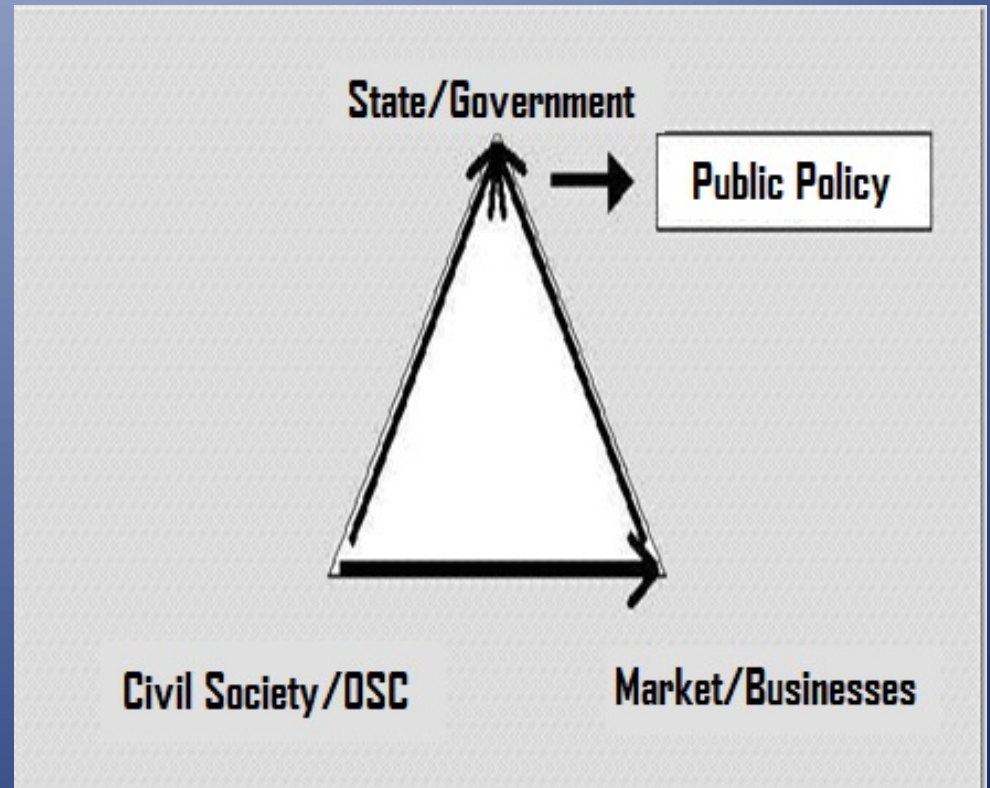 State/Government
Public Policy
Civil Society/OSC
Market/Businesses